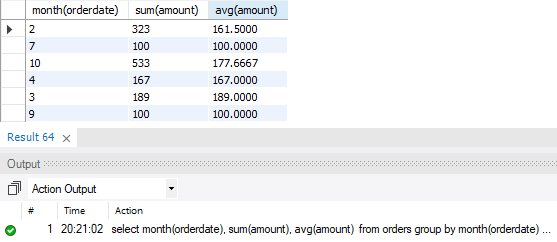 month(orderdate) sum(amount) avg(amount)
2 323 161.5000
7 100 100.0000
10 533 177.6667
4 167 167.0000
3 189 189.0000
9 100 100.0000
Result 64 ×
Output
Action Output
# Time Action
1 20:21:02 select month(orderdate), sum(amount), avg(amount) from orders group by month(orderdate) ...